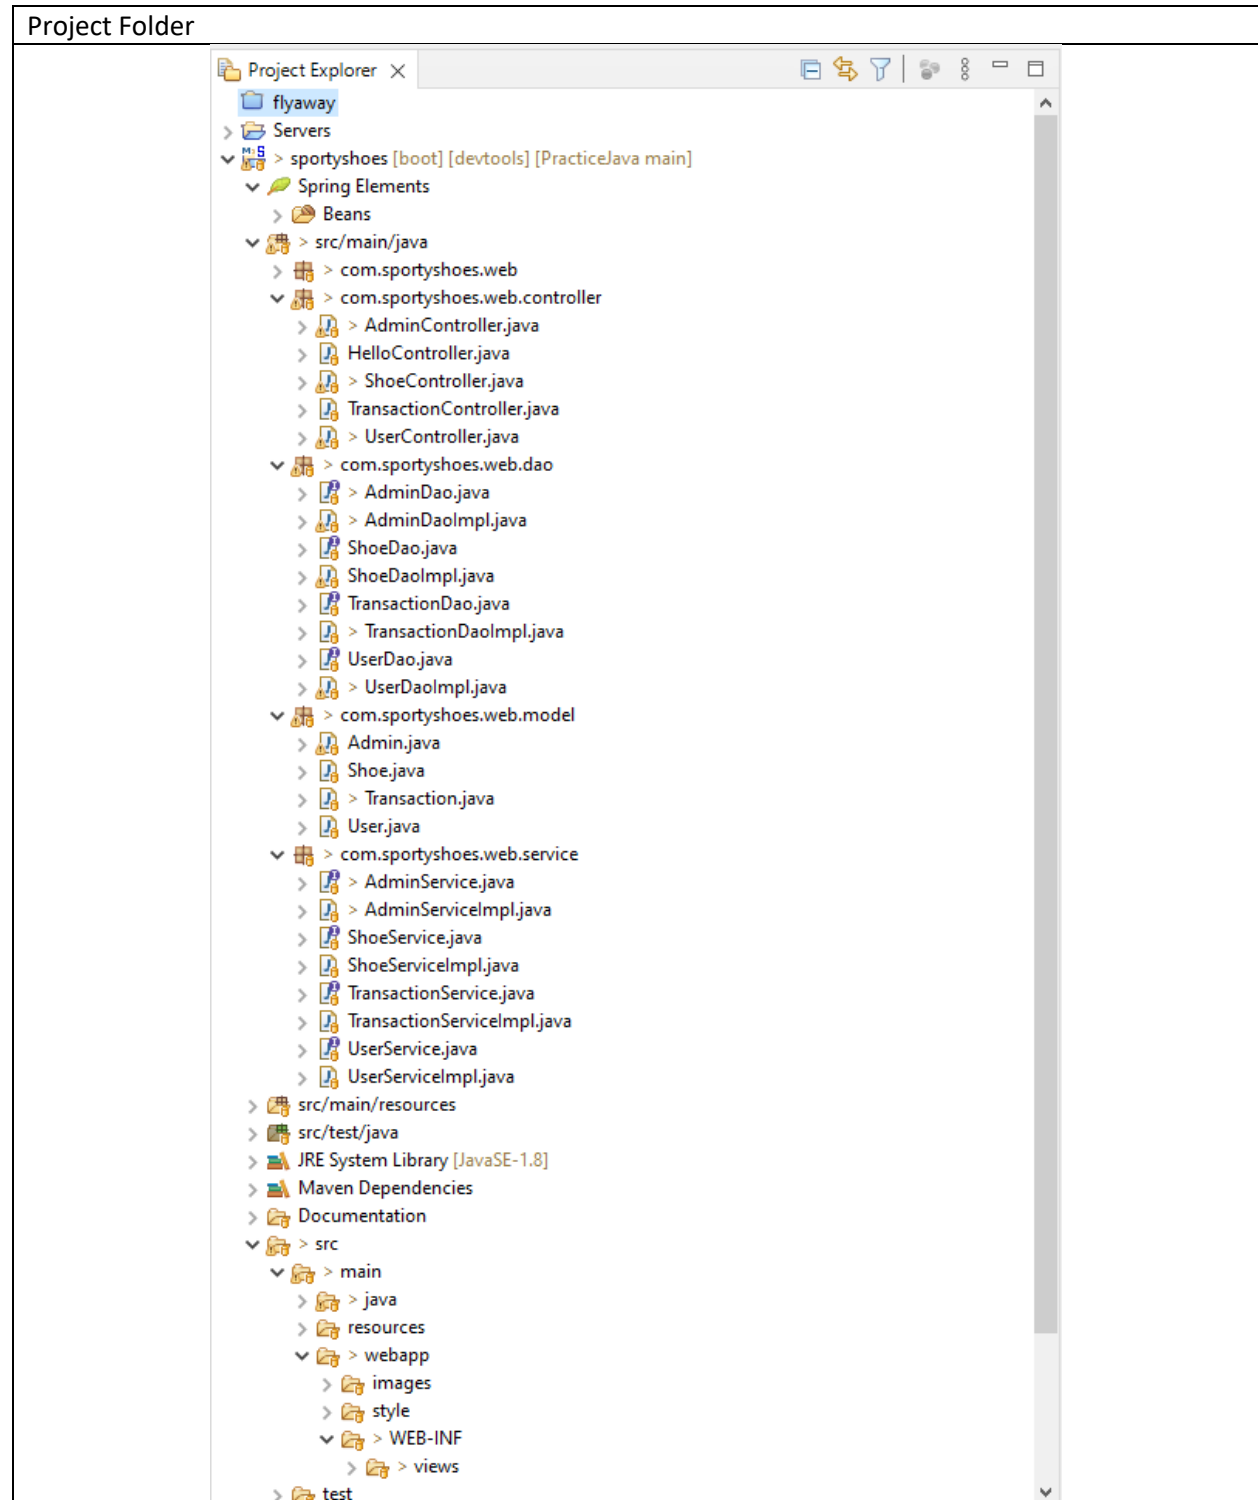 Project Folder
Project Explorer
flyaway
Servers
> sportyshoes [boot] [devtools] [PracticeJava main]
Spring Elements
Beans
> src/main/java
> com.sportyshoes.web
> com.sportyshoes.web.controller
> AdminController.java
HelloController.java
> ShoeController.java
TransactionController.java
> UserController.java
> com.sportyshoes.web.dao
> AdminDao.java
> AdminDaoImpl.java
ShoeDao.java
ShoeDaoImpl.java
TransactionDao.java
> TransactionDaoImpl.java
UserDao.java
> UserDaoImpl.java
> com.sportyshoes.web.model
Admin.java
Shoe.java
> Transaction.java
User.java
> com.sportyshoes.web.service
> AdminService.java
> AdminServiceImpl.java
ShoeService.java
ShoeServiceImpl.java
TransactionService.java
TransactionServiceImpl.java
UserService.java
UserServiceImpl.java
src/main/resources
src/test/java
JRE System Library [JavaSE-1.8]
Maven Dependencies
Documentation
> src
> main
> java
resources
> webapp
images
style
> WEB-INF
> views
test